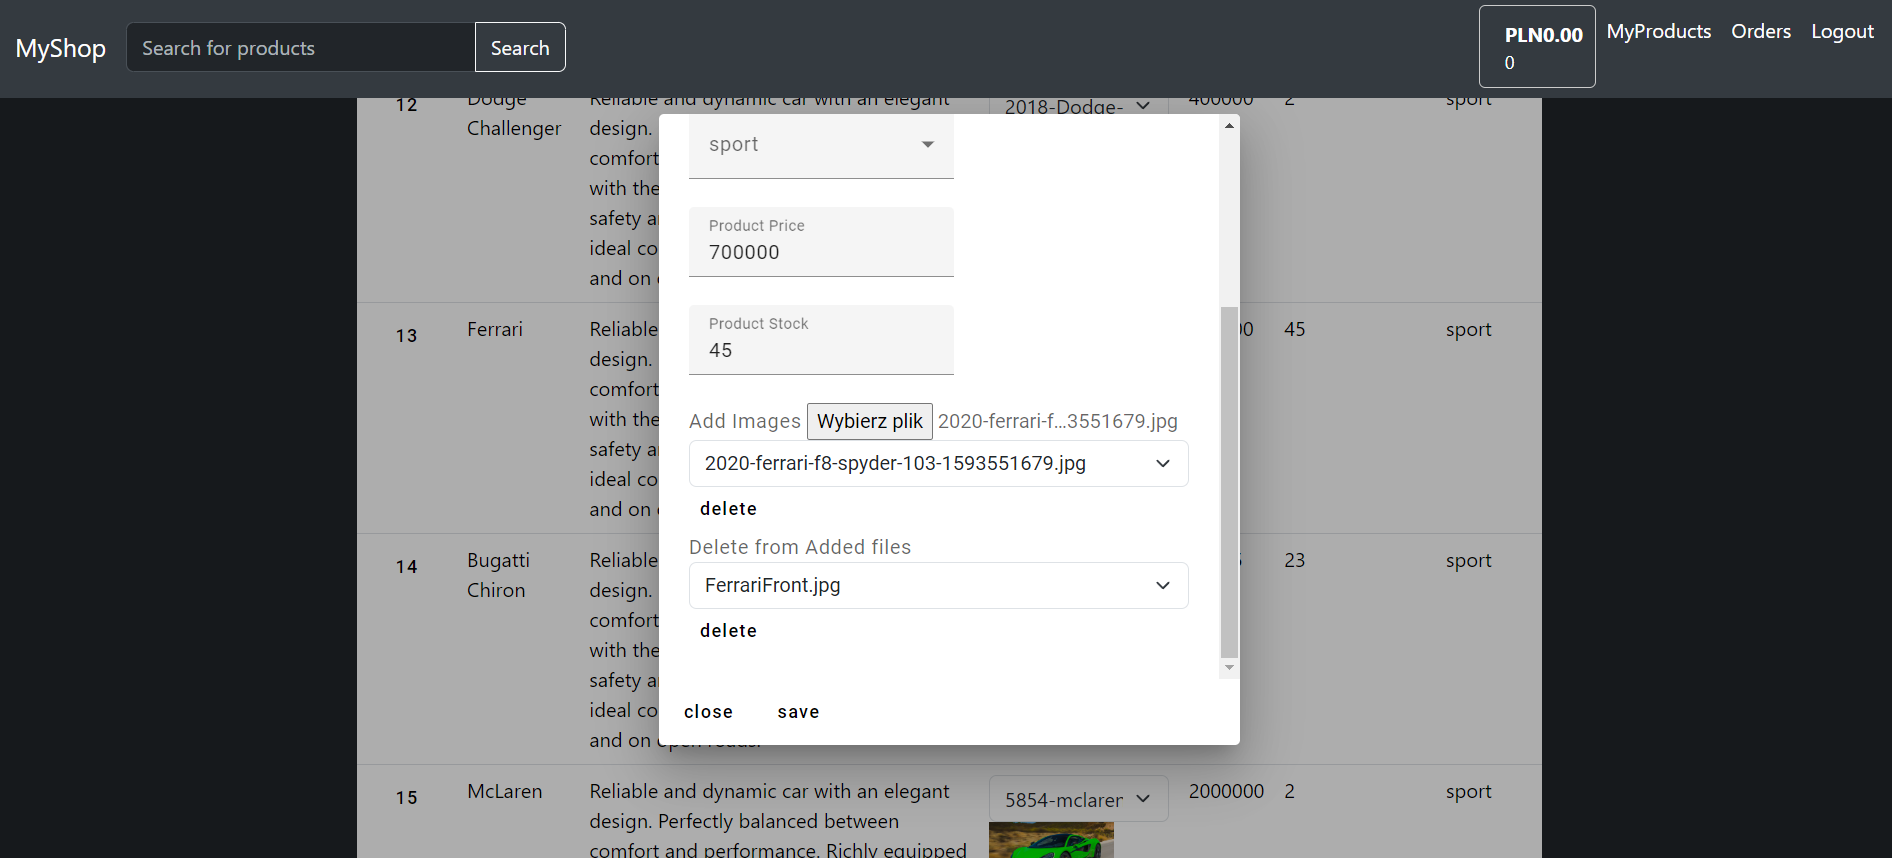 MyShop
Search for products
Search
PLN0.00
0
MyProducts
Orders
Logout
12
Dodge
Challenger
Reliable and dynamic car with an elegant
design.
comfort
with the
safety
ideal
and on
2018-Dodge-
400000
2
sport
13
Ferrari
Reliable
design.
comfort
with the
safety
ideal
and on
45
sport
14
Bugatti
Chiron
Reliable
design.
comfort
with the
safety
ideal
and on open roads.
23
sport
15
McLaren
Reliable and dynamic car with an elegant
design. Perfectly balanced between
comfort and performance. Richly equipped
5854-mclarer
2000000
2
sport
sport
Product Price
700000
Product Stock
45
Add Images Wybierz plik 2020-ferrari-f...3551679.jpg
2020-ferrari-f8-spyder-103-1593551679.jpg
delete
Delete from Added files
FerrariFront.jpg
delete
close
save